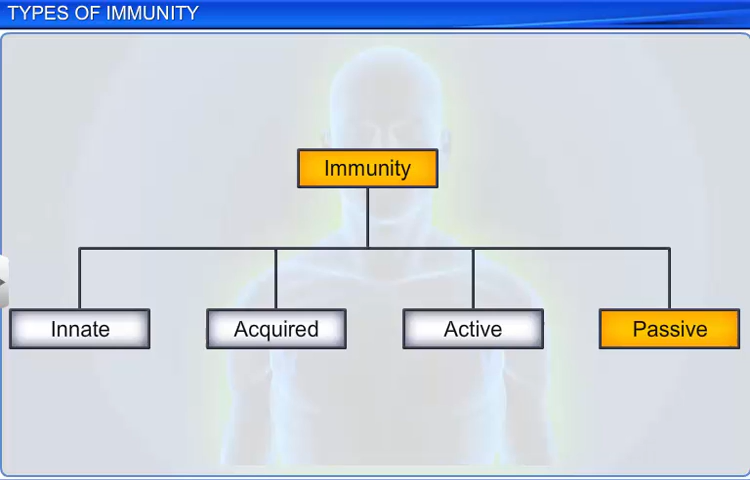 TYPES OF IMMUNITY
Immunity
Innate
Acquired
Active
Passive